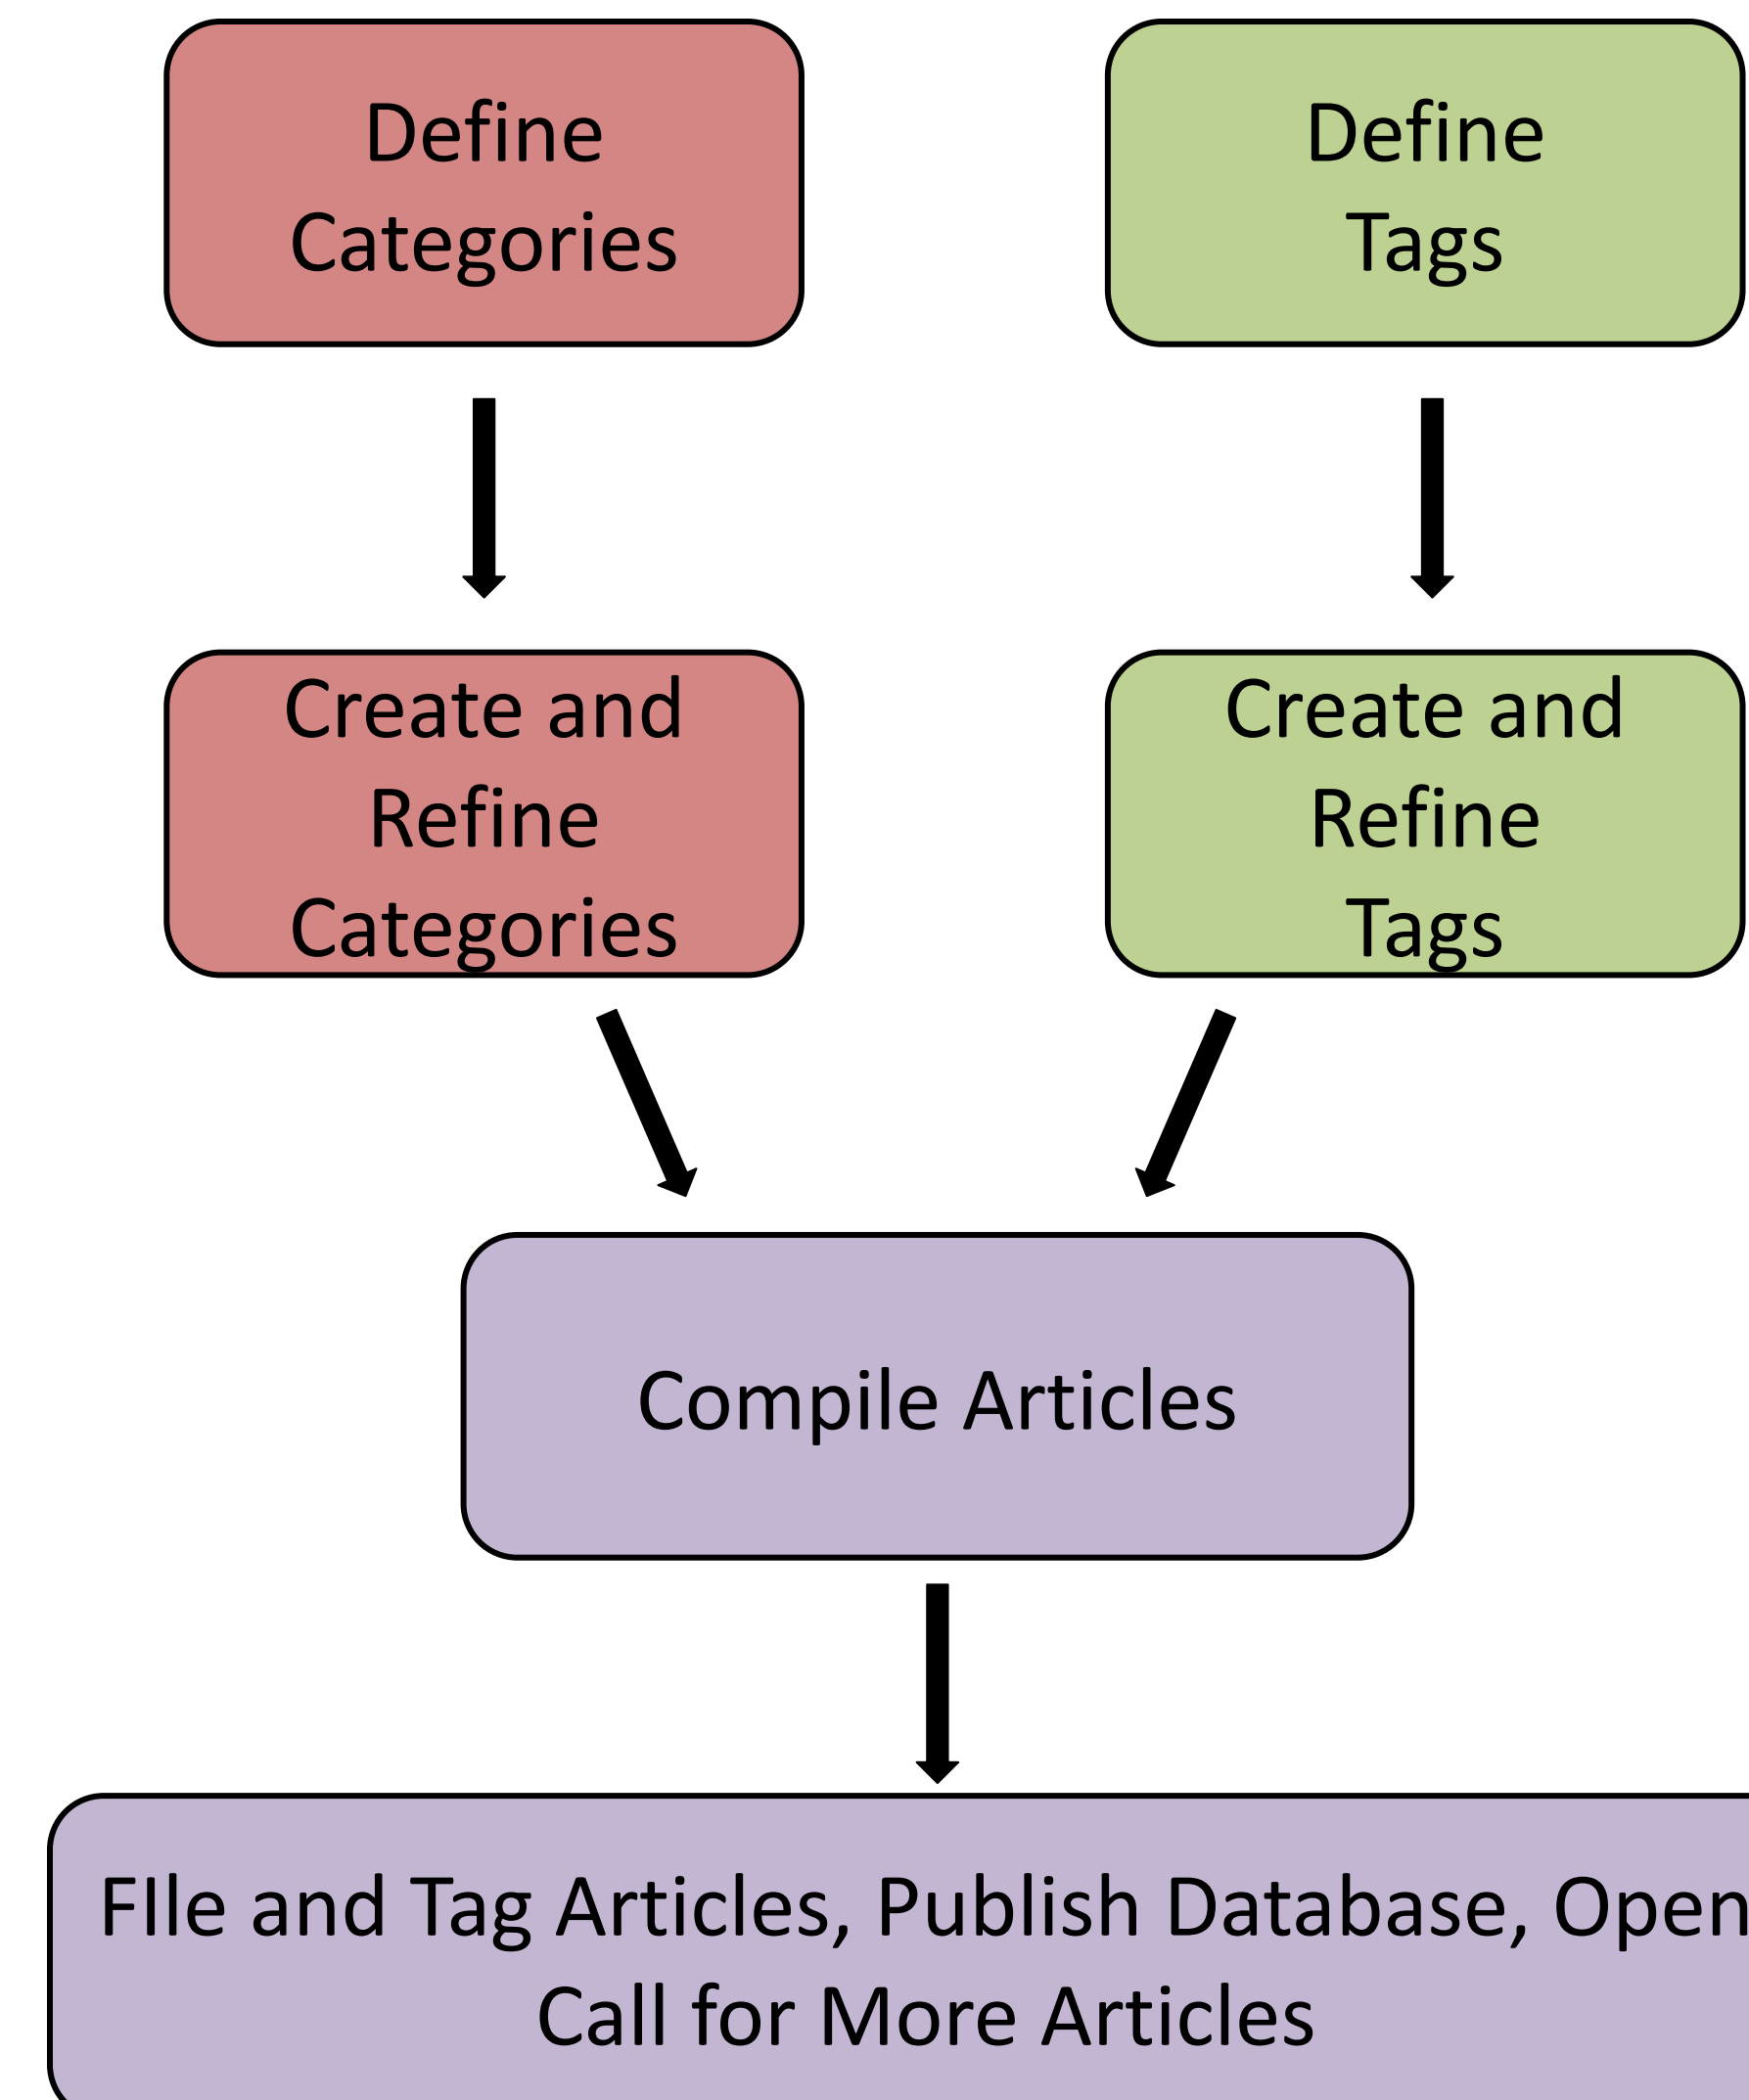 Define
Categories
Define
Tags
Create and
Refine
Categories
Create and
Refine
Tags
Compile Articles
FIle and Tag Articles, Publish Database, Open
Call for More Articles